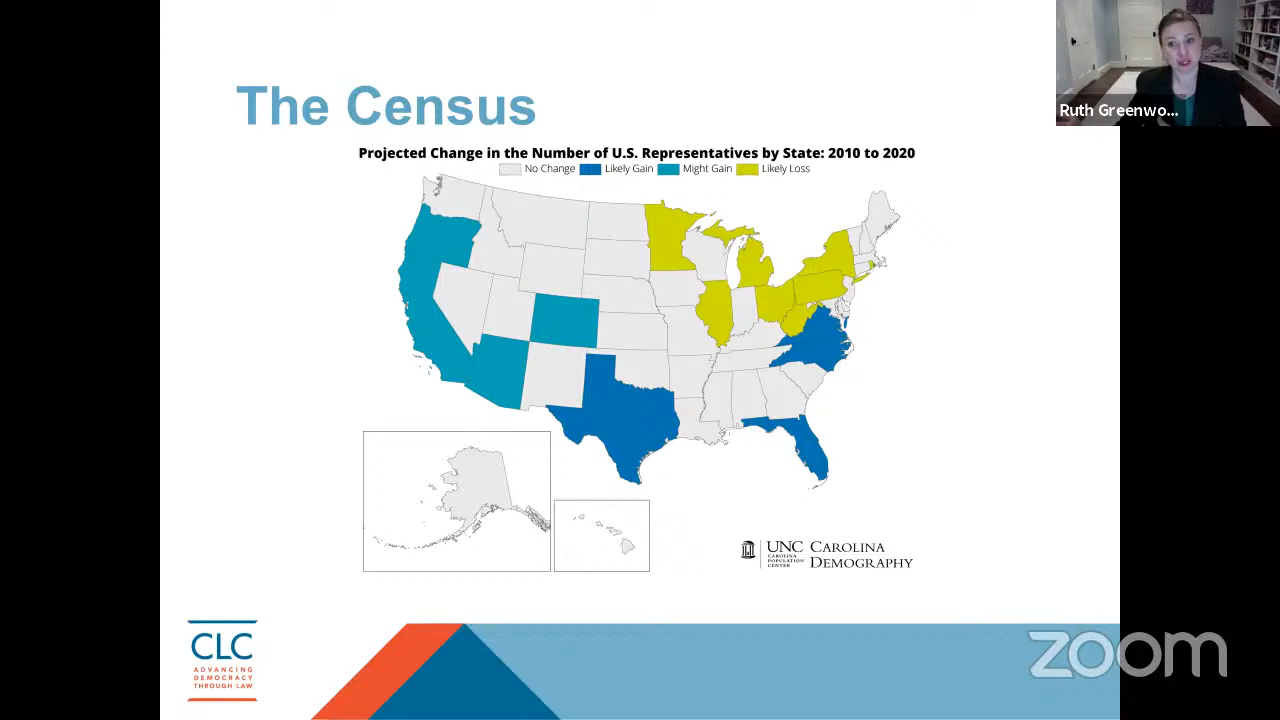 The Census
Ruth Greenwo...
Projected Change in the Number of U.S. Representatives by State: 2010 to 2020
No Change Likely Gain Might Gain Likely Loss
UNC
CAROLINA
POPULATION
CENTER
CAROLINA
DEMOGRAPHY
CLC
ADVANCING
DEMOCRACY
THROUGH LAW
zoom